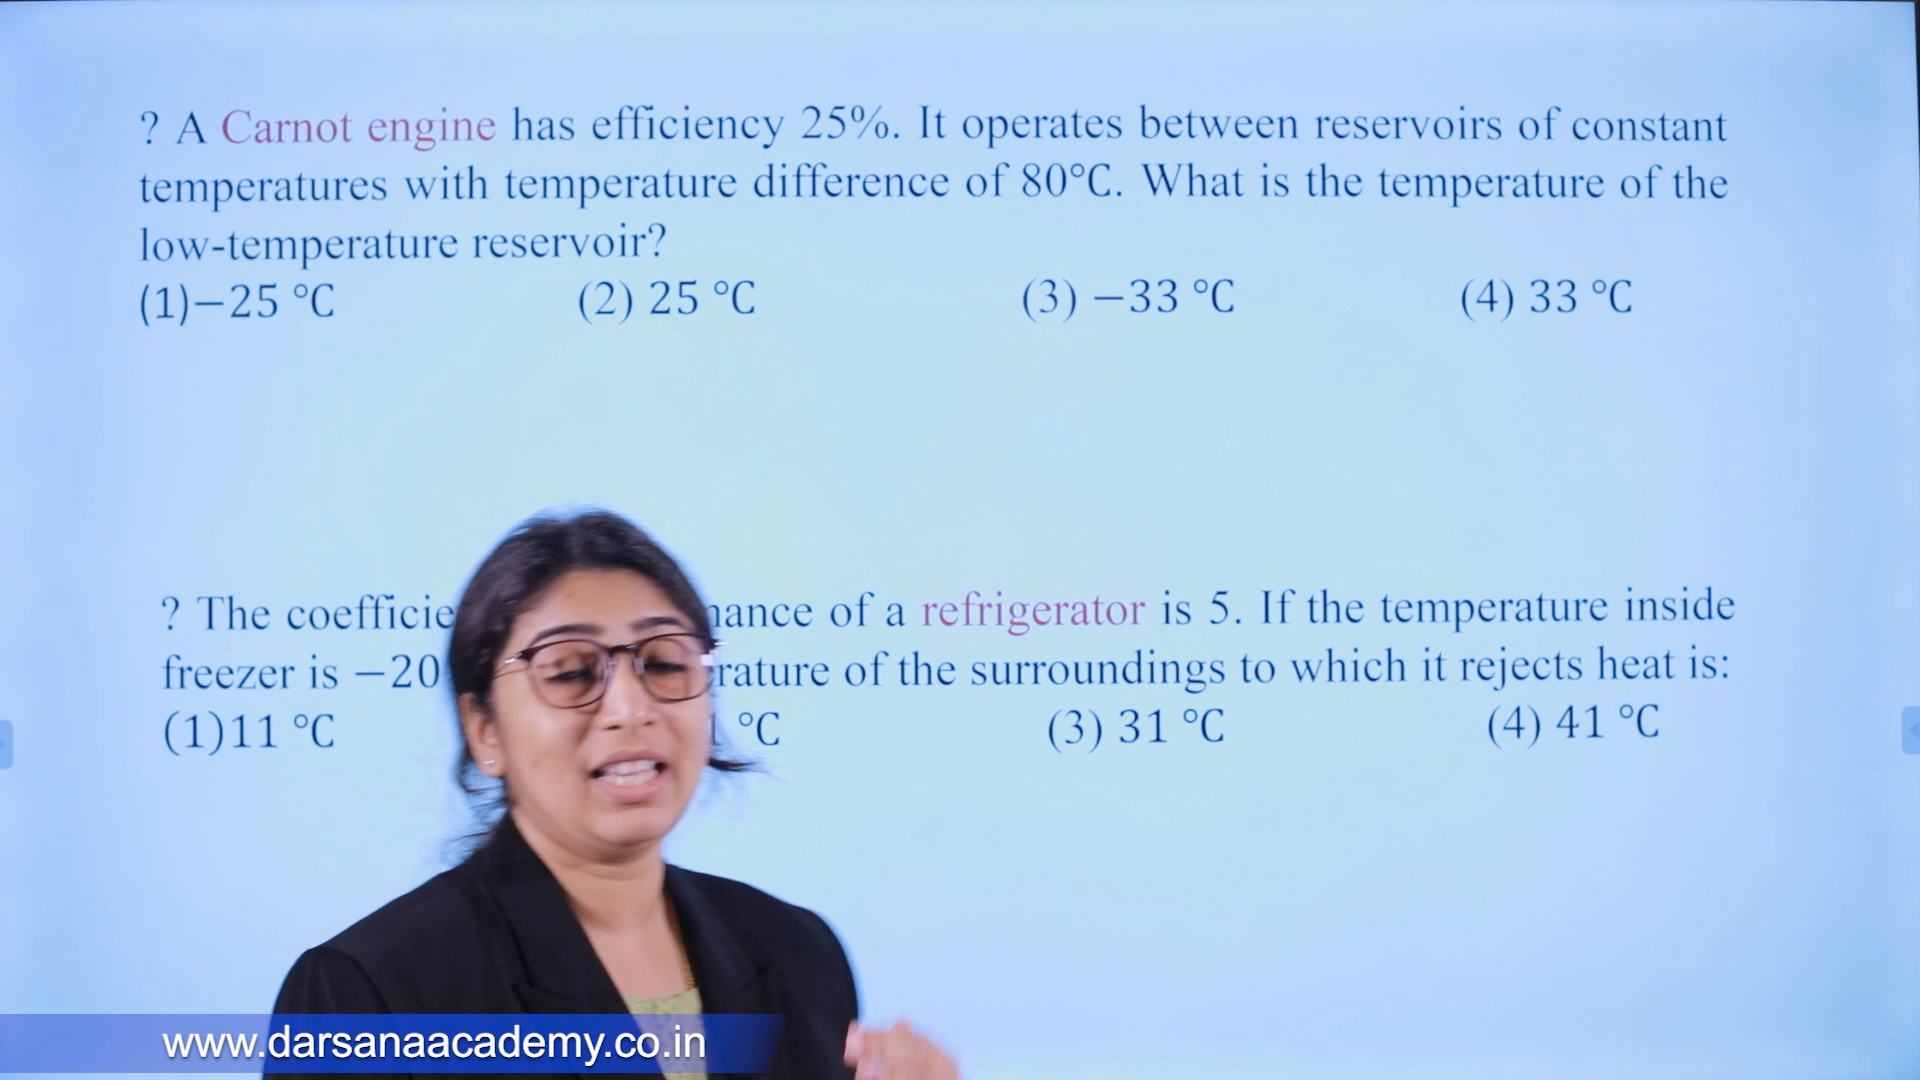 ? A Carnot engine has efficiency 25%. It operates between reservoirs of constant
temperatures with temperature difference of 80°C. What is the temperature of the
low-temperature reservoir?
(1)−25 °C (2) 25 °C (3) −33 °C (4) 33 °C
? The coefficie of a refrigerator is 5. If the temperature inside
freezer is −20 of the surroundings to which it rejects heat is:
(1)11 °C °C (3) 31 °C (4) 41 °C
www.darsanaacademy.co.in